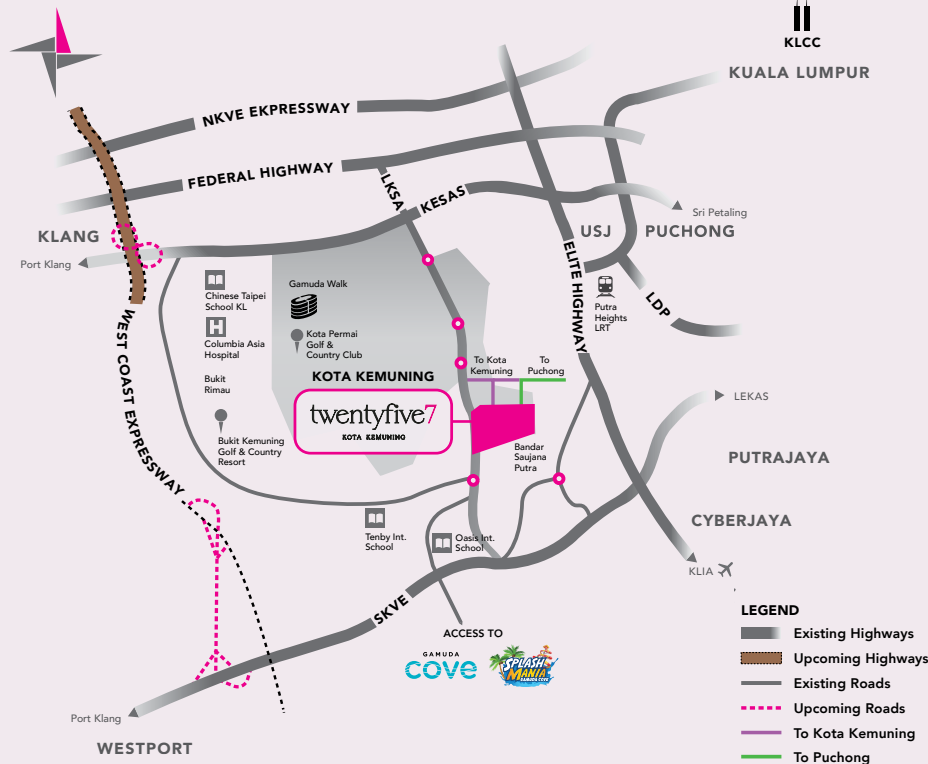 KLCC
KUALA LUMPUR
NKVE EKPRESSWAY
FEDERAL HIGHWAY
LKSA
KESAS
Sri Petaling
KLANG
USJ
PUCHONG
Port Klang
ELITE HIGHWAY
LDP
Putra
Heights
LRT
Chinese Taipei
School KL
Gamuda Walk
H
Columbia Asia
Hospital
Kota Permai
Golf &
Country Club
WEST COAST EXPRESSWAY
Bukit
Rimau
KOTA KEMUNING
To Kota
Kemuning
To
Puchong
twentyfive7
KOTA KEMUNING
LEKAS
Bukit Kemuning
Golf & Country
Resort
Bandar
Saujana
Putra
PUTRAJAYA
CYBERJAYA
Tenby Int.
School
Oasis Int.
School
KLIA
SKVE
ACCESS TO
GAMUDA
cove
SPLASH
MANIA
GAMUDA COVE
Port Klang
WESTPORT
LEGEND
Existing Highways
Upcoming Highways
Existing Roads
Upcoming Roads
To Kota Kemuning
To Puchong